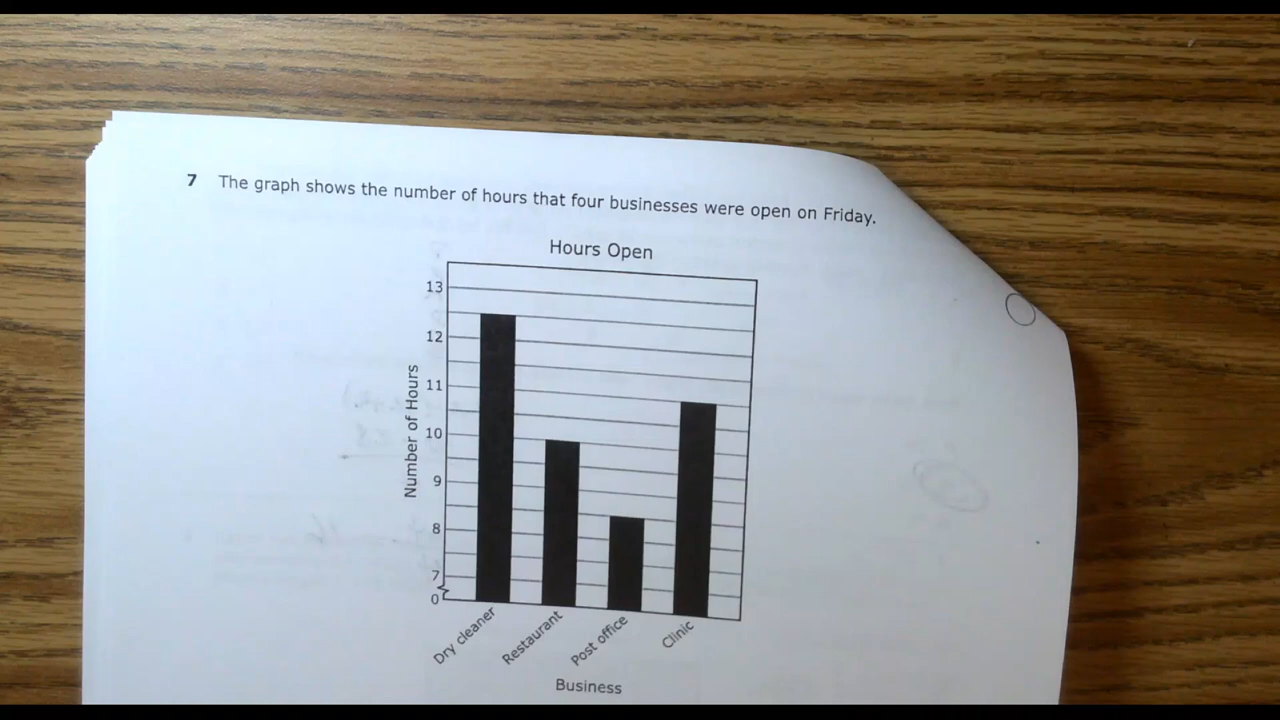 7 The graph shows the number of hours that four businesses were open on Friday.
Hours Open
Number of Hours
13
12
11
10
9
8
7
0
Dry cleaner
Restaurant
Post office
Clinic
Business